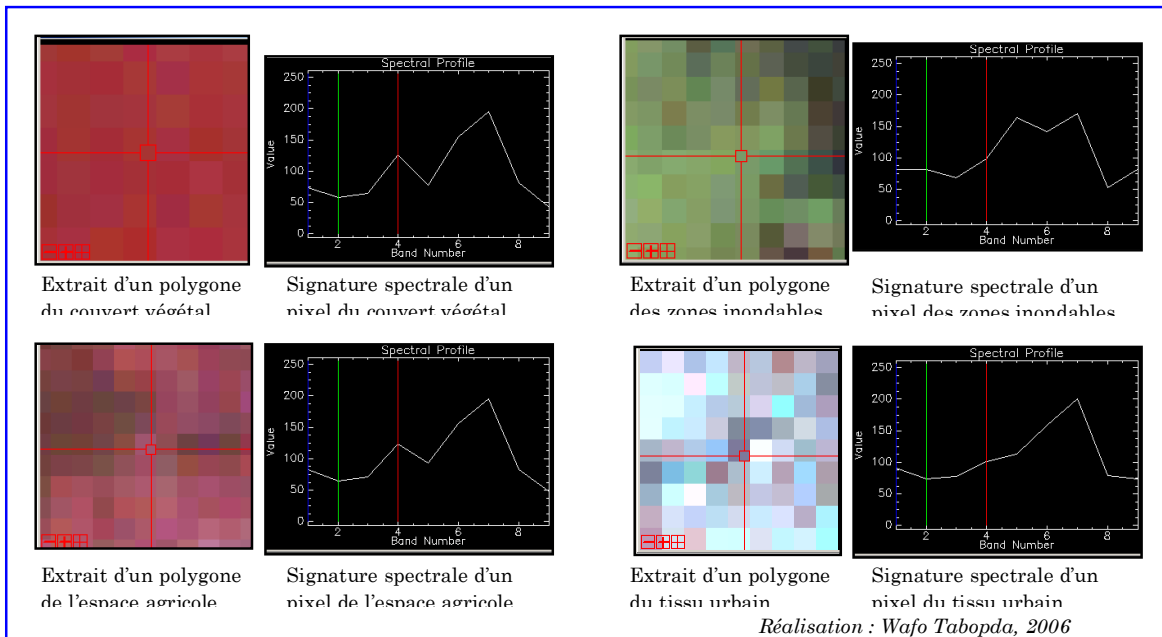 Spectral Profile
250
200
150
100
50
0
Value
2
4
6
8
Band Number
Extrait d'un polygone
du couvert végétal
Signature spectrale d'un
pixel du couvert végétal
Spectral Profile
250
200
150
100
50
0
Value
2
4
6
8
Band Number
Extrait d'un polygone
des zones inondables
Signature spectrale d'un
pixel des zones inondables
Spectral Profile
250
200
150
100
50
0
Value
2
4
6
8
Band Number
Extrait d'un polygone
de l'espace agricole
Signature spectrale d'un
pixel de l'espace agricole
Spectral Profile
250
200
150
100
50
0
Value
2
4
6
8
Band Number
Extrait d'un polygone
du tissu urbain
Signature spectrale d'un
pixel du tissu urbain
Réalisation : Wafo Tabopda, 2006